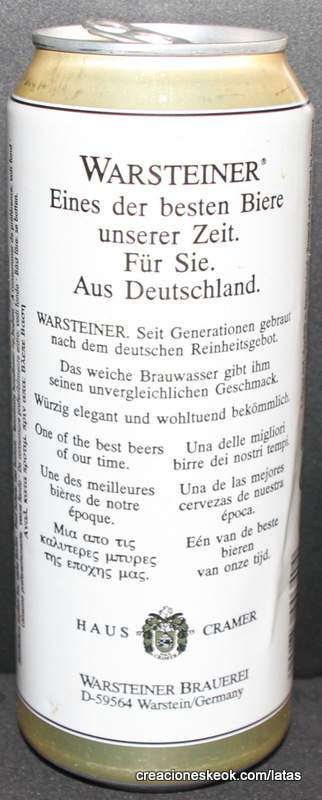 WARSTEINER®
Eines der besten Biere
unserer Zeit.
Für Sie.
Aus Deutschland.
WARSTEINER. Seit Generationen gebraut
nach dem deutschen Reinheitsgebot.
Das weiche Brauwasser gibt ihm
seinen unvergleichlichen Geschmack.
Würzig elegant und wohltuend bekömmlich.
One of the best beers
of our time.
Une des meilleures
bières de notre
époque.
Μια απο τις
καλυτερες μπυρες
της εποχης μας.
Una delle migliori
birre dei nostri tempi.
Una de las mejores
cervezas de nuestra
época.
Eén van de beste
bieren
van onze tijd.
HAUS CRAMER
WARSTEINER BRAUEREI
D-59564 Warstein/Germany
creacioneskeok.com/latas